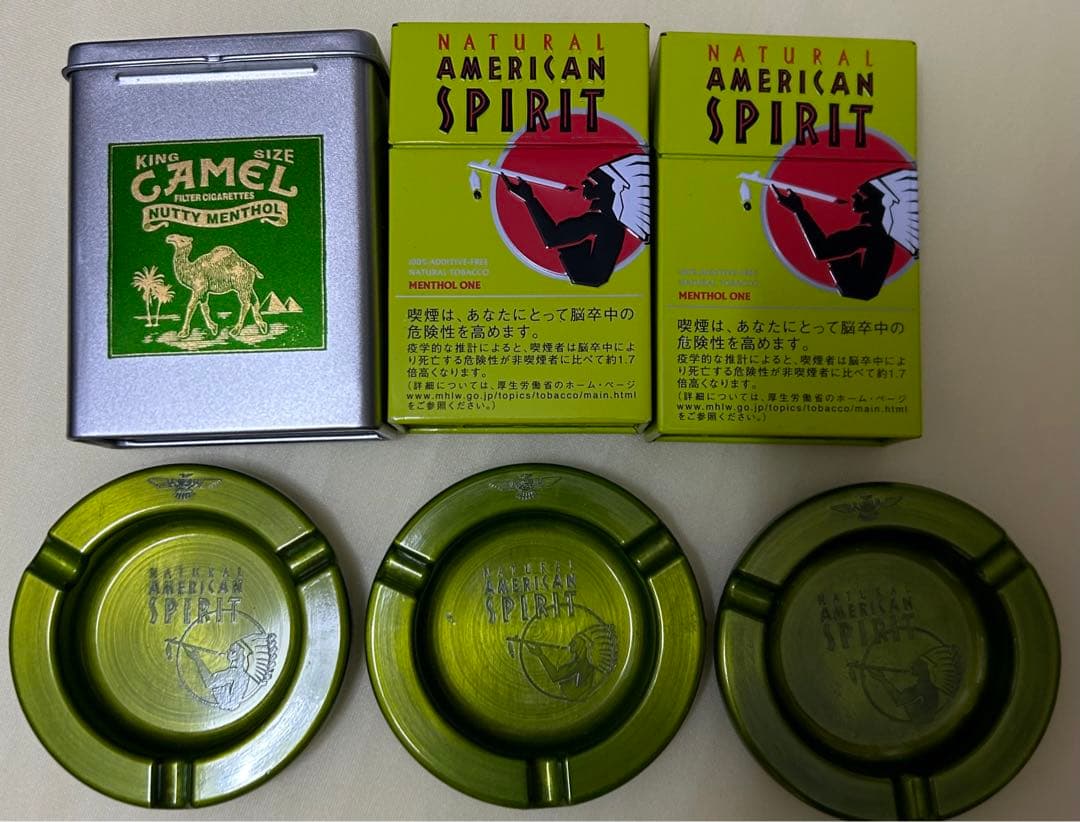 KING SIZE
CAMEL
FILTER CIGARETTES
NUTTY MENTHOL
NATURAL
AMERICAN
SPIRIT
100% ADDITIVE-FREE
NATURAL TOBACCO
MENTHOL ONE
喫煙は、あなたにとって脳卒中の
危険性を高めます。
疫学的な推計によると、喫煙者は脳卒中によ
り死亡する危険性が非喫煙者に比べて約1.7
倍高くなります。
(詳細については、厚生労働省のホーム・ページ
www.mhlw.go.jp/topics/tobacco/main.html
をご参照ください。)
NATURAL
AMERICAN
SPIRIT
100% ADDITIVE-FREE
NATURAL TOBACCO
MENTHOL ONE
喫煙は、あなたにとって脳卒中の
危険性を高めます。
疫学的な推計によると、喫煙者は脳卒中によ
り死亡する危険性が非喫煙者に比べて約1.7
倍高くなります。
(詳細については、厚生労働省のホーム・ページ
www.mhlw.go.jp/topics/tobacco/main.html
をご参照ください。)
NATURAL
AMERICAN
SPIRIT
NATURAL
AMERICAN
SPIRIT
NATURAL
AMERICAN
SPIRIT